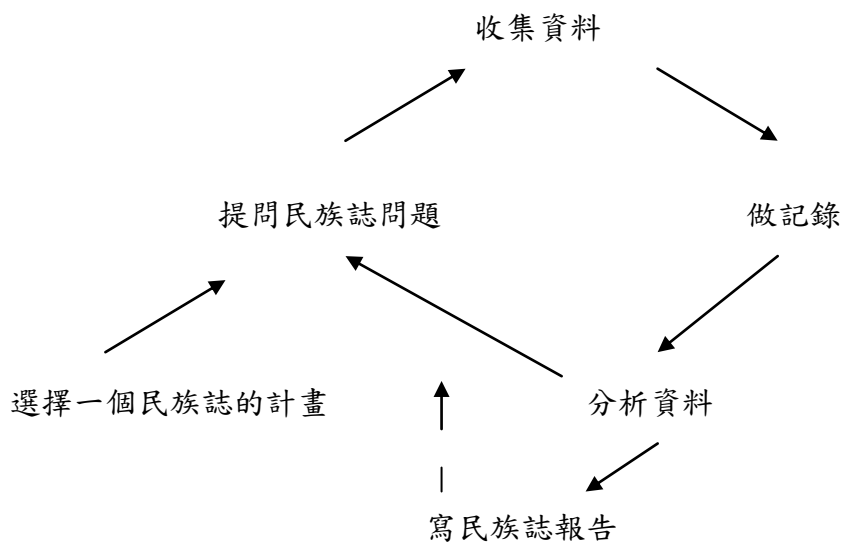 收集資料
提問民族誌問題
做記錄
選擇一個民族誌的計畫
分析資料
寫民族誌報告